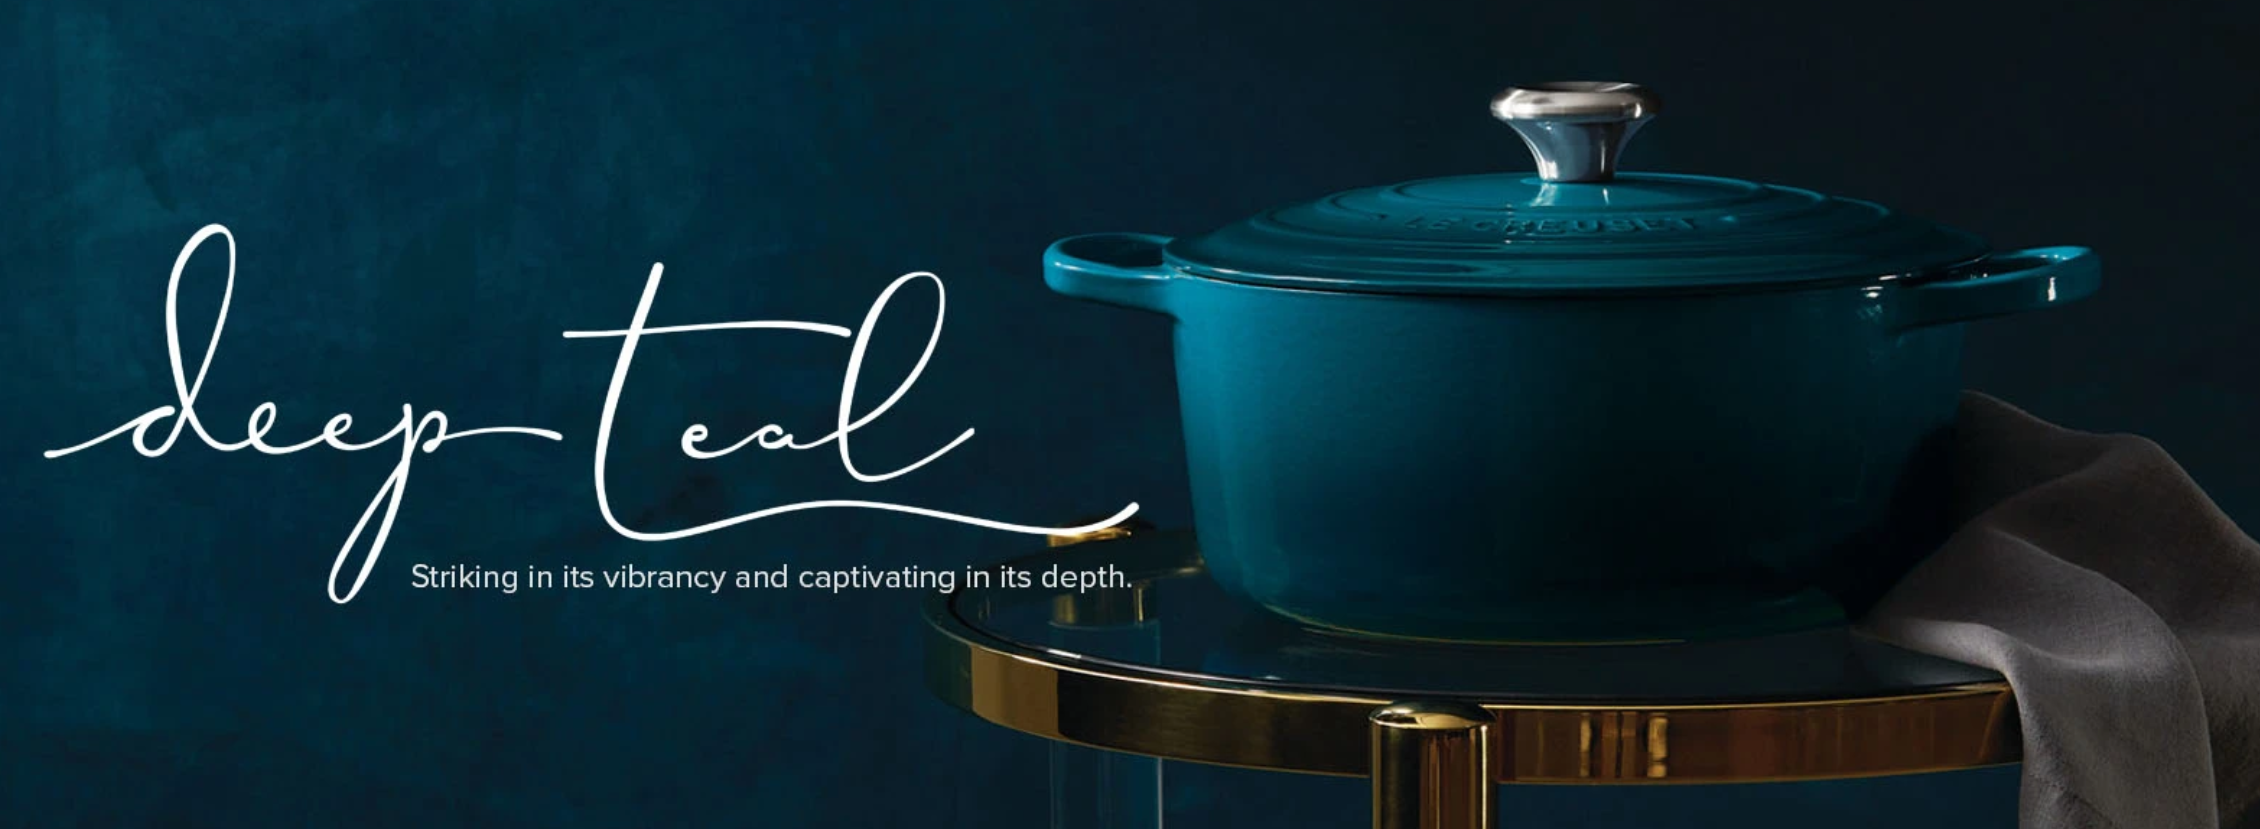 deep teal
Striking in its vibrancy and captivating in its depth.
LE CREUSET